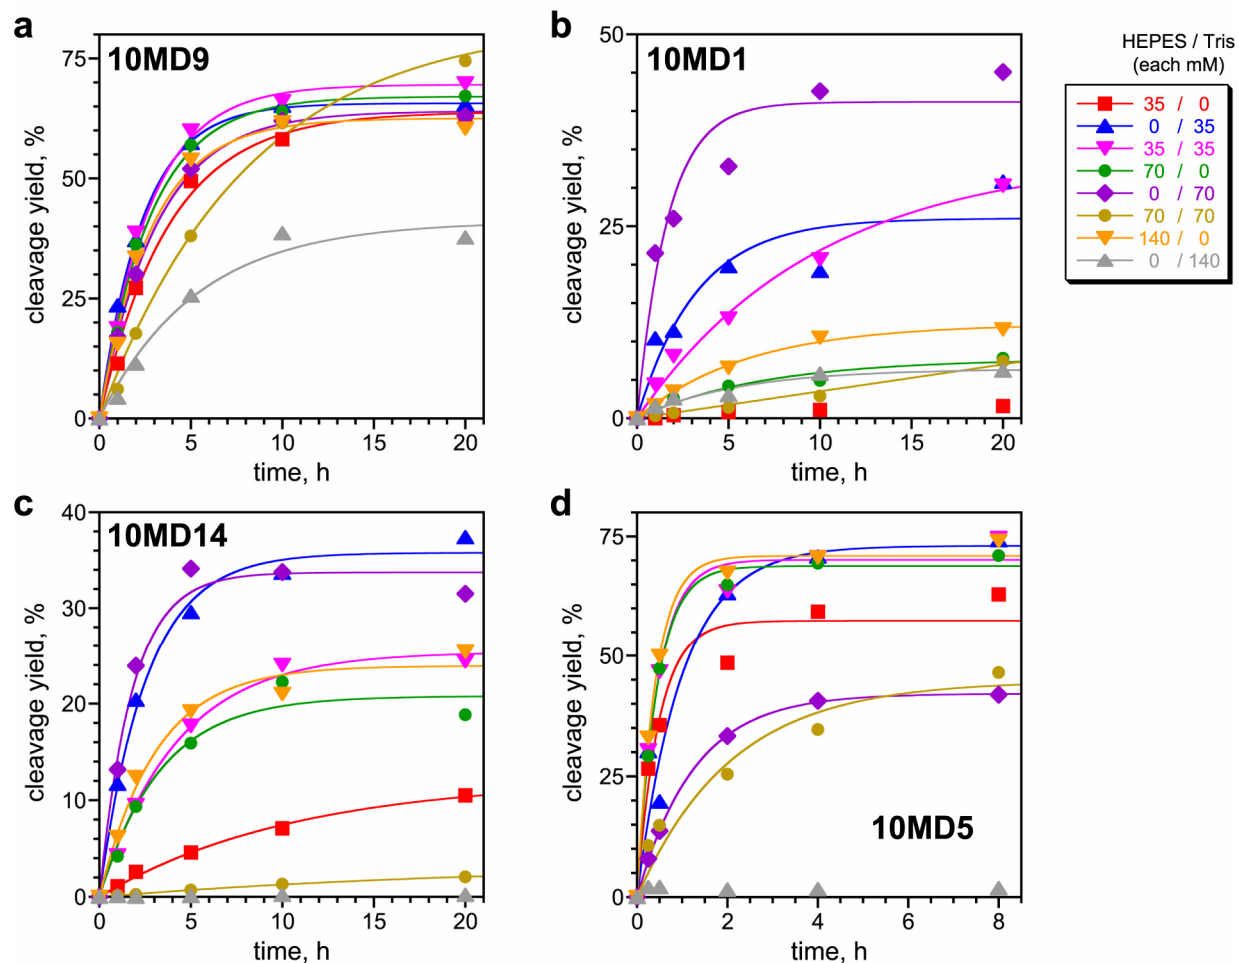 a
10MD9
cleavage yield, %
75
50
25
0
0 5 10 15 20
time, h
b
10MD1
cleavage yield, %
50
25
0
0 5 10 15 20
time, h
HEPES / Tris
(each mM)
35 / 0
0 / 35
35 / 35
70 / 0
0 / 70
70 / 70
140 / 0
0 / 140
c
10MD14
cleavage yield, %
40
30
20
10
0
0 5 10 15 20
time, h
d
10MD5
cleavage yield, %
75
50
25
0
0 2 4 6 8
time, h